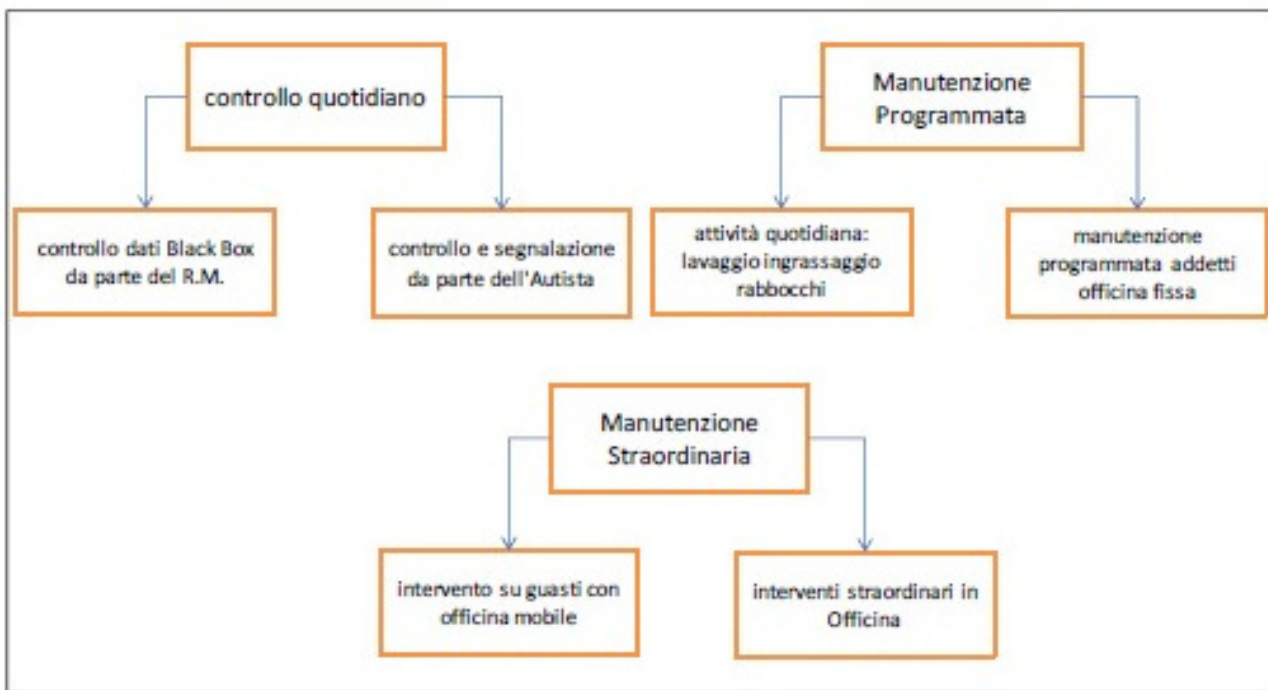 controllo quotidiano
Manutenzione
Programmata
controllo dati Black Box
da parte del R.M.
controllo e segnalazione
da parte dell'Autista
attività quotidiana:
lavaggio ingrassaggio
rabbocchi
manutenzione
programmata addetti
officina fissa
Manutenzione
Straordinaria
intervento su guasti con
officina mobile
interventi straordinari in
Officina